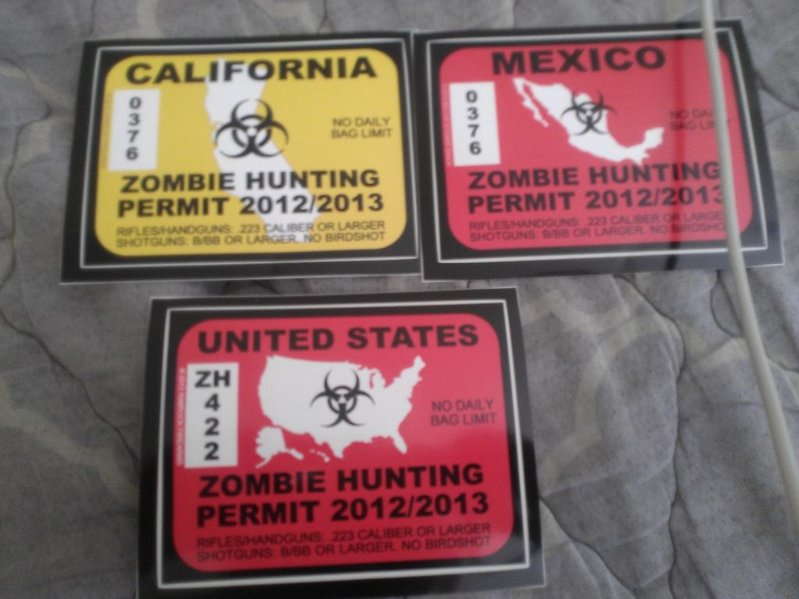 CALIFORNIA
0
3
7
6
NO DAILY
BAG LIMIT
ZOMBIE HUNTING
PERMIT 2012/2013
RIFLES/HANDGUNS: .223 CALIBER OR LARGER
SHOTGUNS: B/BB OR LARGER, NO BIRDSHOT
MEXICO
0
3
7
6
NO DAILY
BAG LIMIT
ZOMBIE HUNTING
PERMIT 2012/2013
RIFLES/HANDGUNS: .223 CALIBER OR LARGER
SHOTGUNS: B/BB OR LARGER, NO BIRDSHOT
UNITED STATES
ZH
4
2
2
NO DAILY
BAG LIMIT
ZOMBIE HUNTING
PERMIT 2012/2013
RIFLES/HANDGUNS: .223 CALIBER OR LARGER
SHOTGUNS: B/BB OR LARGER, NO BIRDSHOT